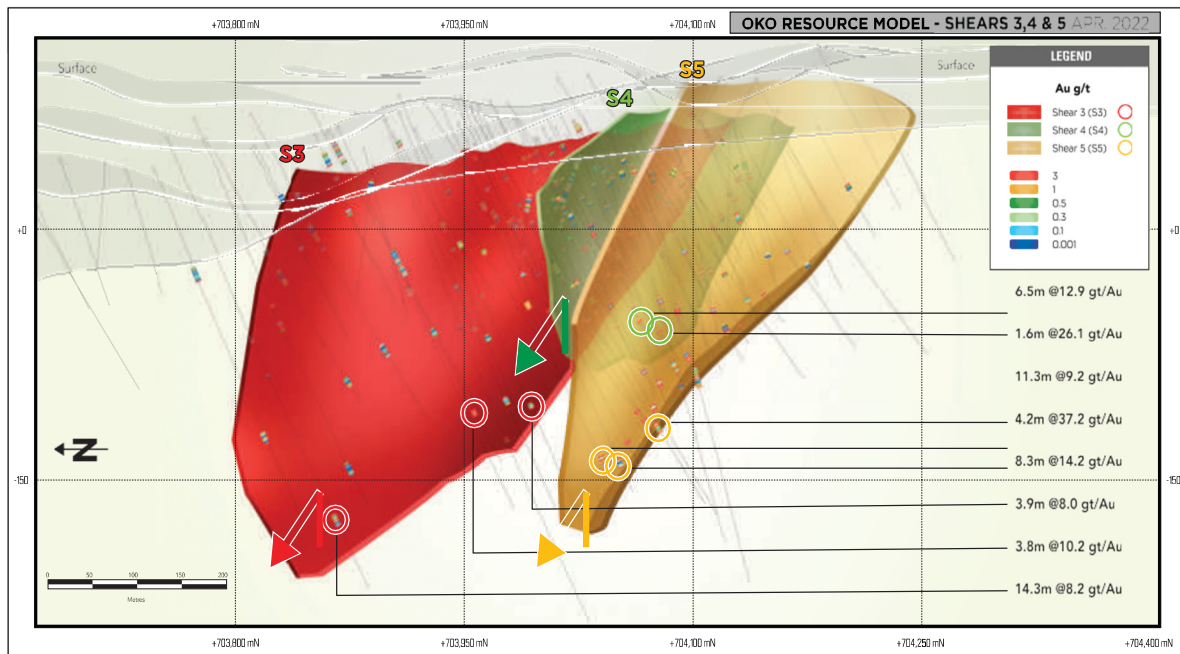 +703,800 mN
+703,950 mN
+704,100 mN
OKO RESOURCE MODEL - SHEARS 3,4 & 5 APR. 2022
Surface
S5
Surface
S4
S3
LEGEND
Au g/t
Shear 3 (S3)
Shear 4 (S4)
Shear 5 (S5)
3
1
0.5
0.3
0.1
0.001
+0
+0
6.5m @12.9 gt/Au
1.6m @26.1 gt/Au
11.3m @9.2 gt/Au
4.2m @37.2 gt/Au
8.3m @14.2 gt/Au
3.9m @8.0 gt/Au
3.8m @10.2 gt/Au
14.3m @8.2 gt/Au
N
-150
-150
0 50 100 150 200
Metres
+703,800 mN
+703,950 mN
+704,100 mN
+704,250 mN
+704,400 mN